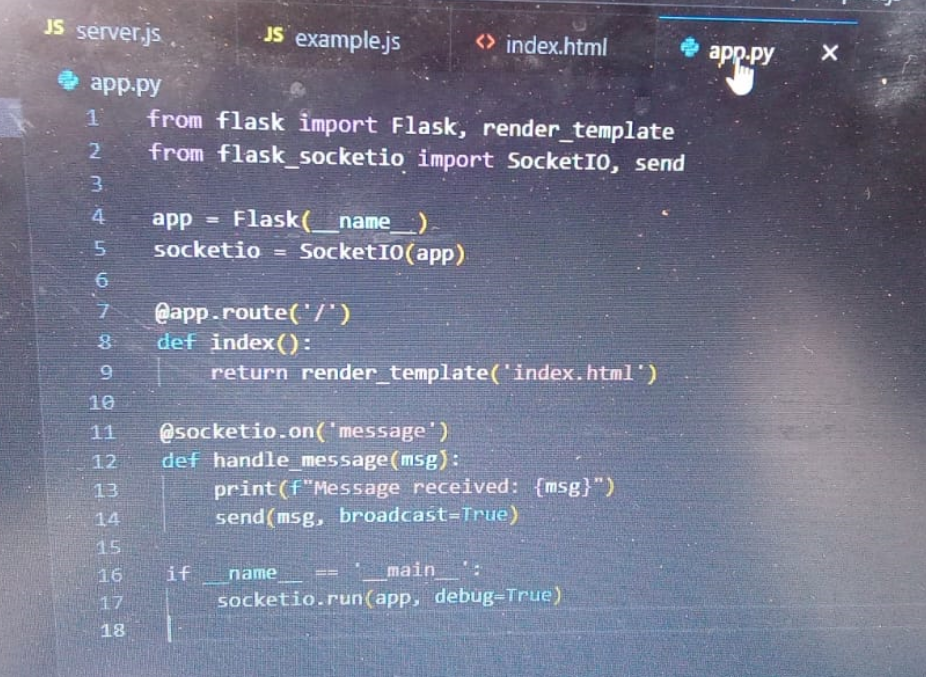 JS server.js JS example.js <> index.html app.py ×
app.py
1 from flask import Flask, render_template
2 from flask_socketio import SocketIO, send
3
4 app = Flask(__name__)
5 socketio = SocketIO(app)
6
7 @app.route('/')
8 def index():
9     return render_template('index.html')
10
11 @socketio.on('message')
12 def handle_message(msg):
13     print(f"Message received: {msg}")
14     send(msg, broadcast=True)
15
16 if __name__ == '__main__':
17     socketio.run(app, debug=True)
18